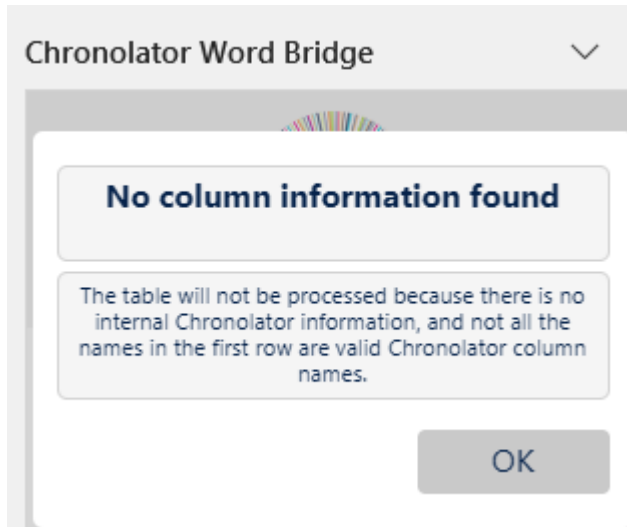 Chronolator Word Bridge
No column information found
The table will not be processed because there is no
internal Chronolator information, and not all the
names in the first row are valid Chronolator column
names.
OK